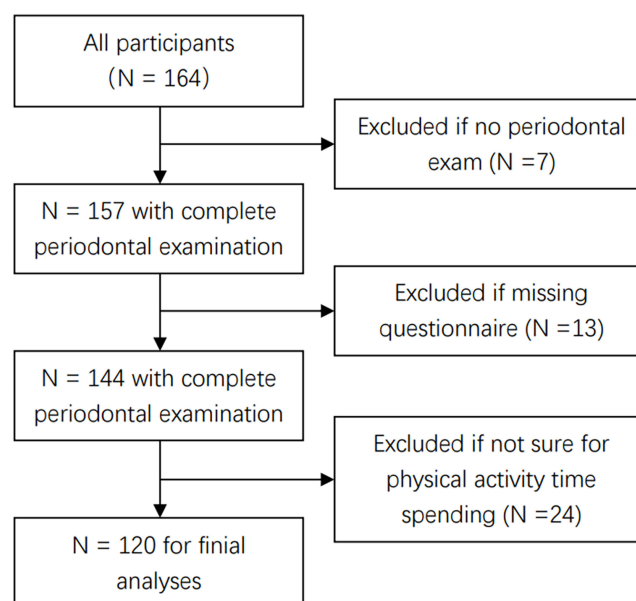 All participants
(N = 164)
Excluded if no periodontal
exam (N =7)
N = 157 with complete
periodontal examination
Excluded if missing
questionnaire (N =13)
N = 144 with complete
periodontal examination
Excluded if not sure for
physical activity time
spending (N =24)
N = 120 for finial
analyses